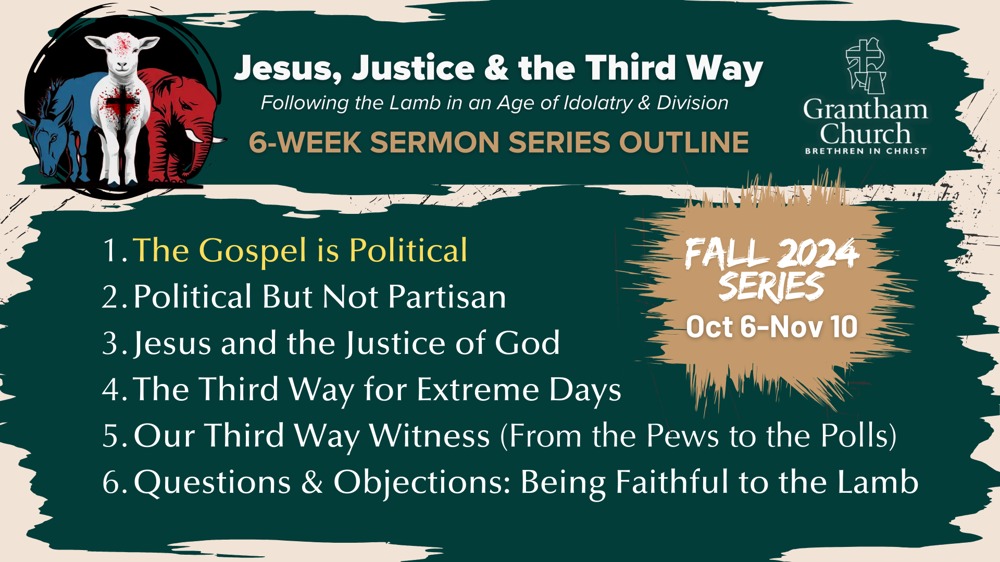 Jesus, Justice & the Third Way
Following the Lamb in an Age of Idolatry & Division
6-WEEK SERMON SERIES OUTLINE
Grantham
Church
BRETHREN IN CHRIST
1. The Gospel is Political
2. Political But Not Partisan
3. Jesus and the Justice of God
4. The Third Way for Extreme Days
5. Our Third Way Witness (From the Pews to the Polls)
6. Questions & Objections: Being Faithful to the Lamb
FALL 2024
SERIES
Oct 6-Nov 10